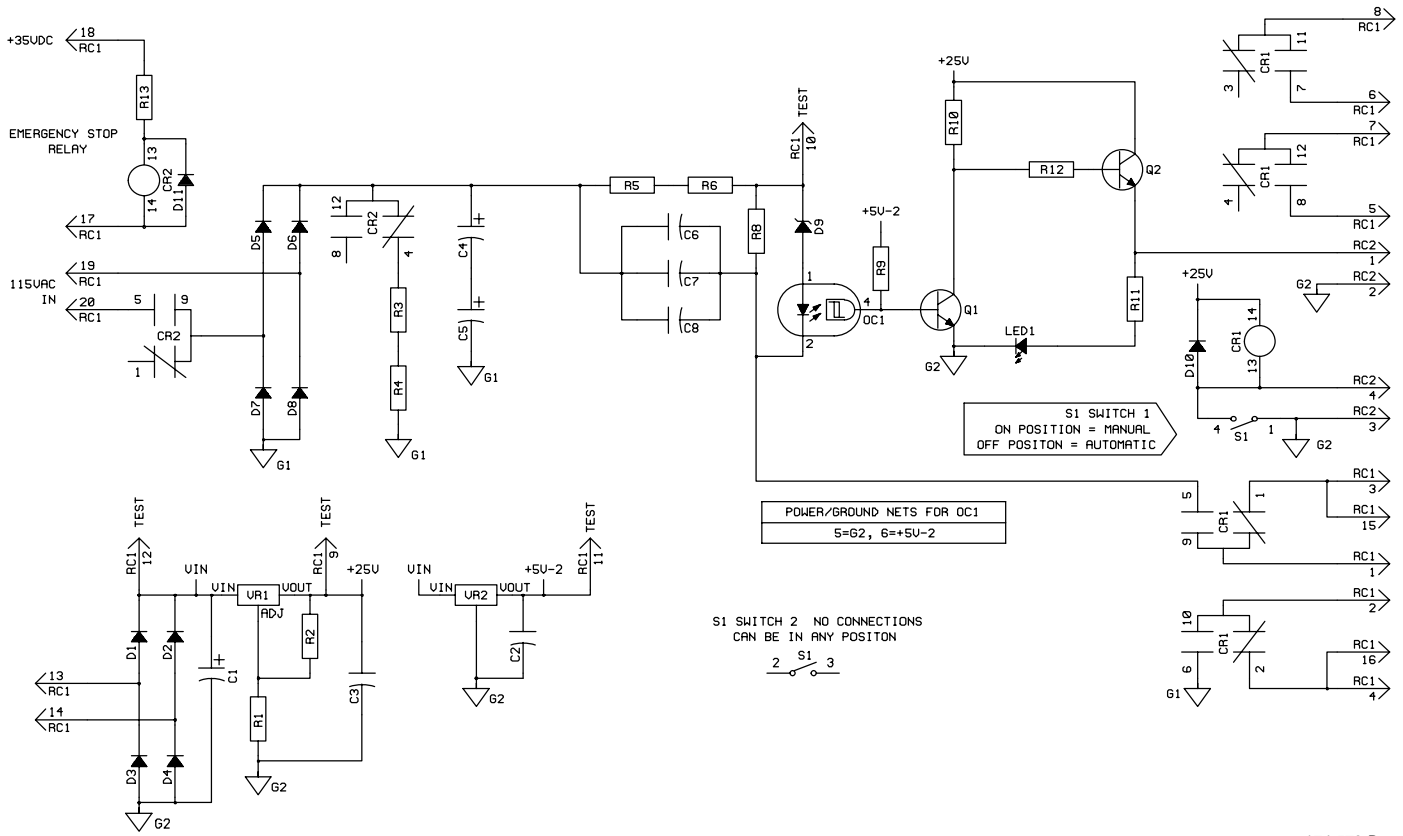 +35VDC
18
RC1
R13
EMERGENCY STOP
RELAY
13
14
CR2
D11
17
RC1
115VAC
IN
19
RC1
20
RC1
5
9
CR2
1
D5
D6
D7
D8
G1
12
8
CR2
4
R3
R4
G1
C4
C5
G1
R5
R6
C6
C7
C8
R8
TEST
RC1
10
D9
1
2
4
OC1
+5V-2
R9
+25V
R10
R12
Q1
Q2
G2
LED1
R11
8
RC1
11
CR1
3
7
6
RC1
7
RC1
12
CR1
4
8
5
RC1
RC2
1
G2
RC2
2
+25V
D10
CR1
14
13
RC2
4
RC2
3
4
S1
1
G2
S1 SWITCH 1
ON POSITION = MANUAL
OFF POSITON = AUTOMATIC
POWER/GROUND NETS FOR OC1
5=G2, 6=+5V-2
5
9
CR1
1
RC1
3
RC1
15
RC1
1
10
6
CR1
2
G1
RC1
2
RC1
16
RC1
4
TEST
RC1
12
VIN
VIN
VR1
VOUT
ADJ
TEST
RC1
9
+25V
R2
C3
R1
G2
D1
D2
C1
13
RC1
14
RC1
D3
D4
G2
VIN
VIN
VR2
VOUT
+5V-2
TEST
RC1
11
C2
G2
S1 SWITCH 2 NO CONNECTIONS
CAN BE IN ANY POSITON
S1
2
3